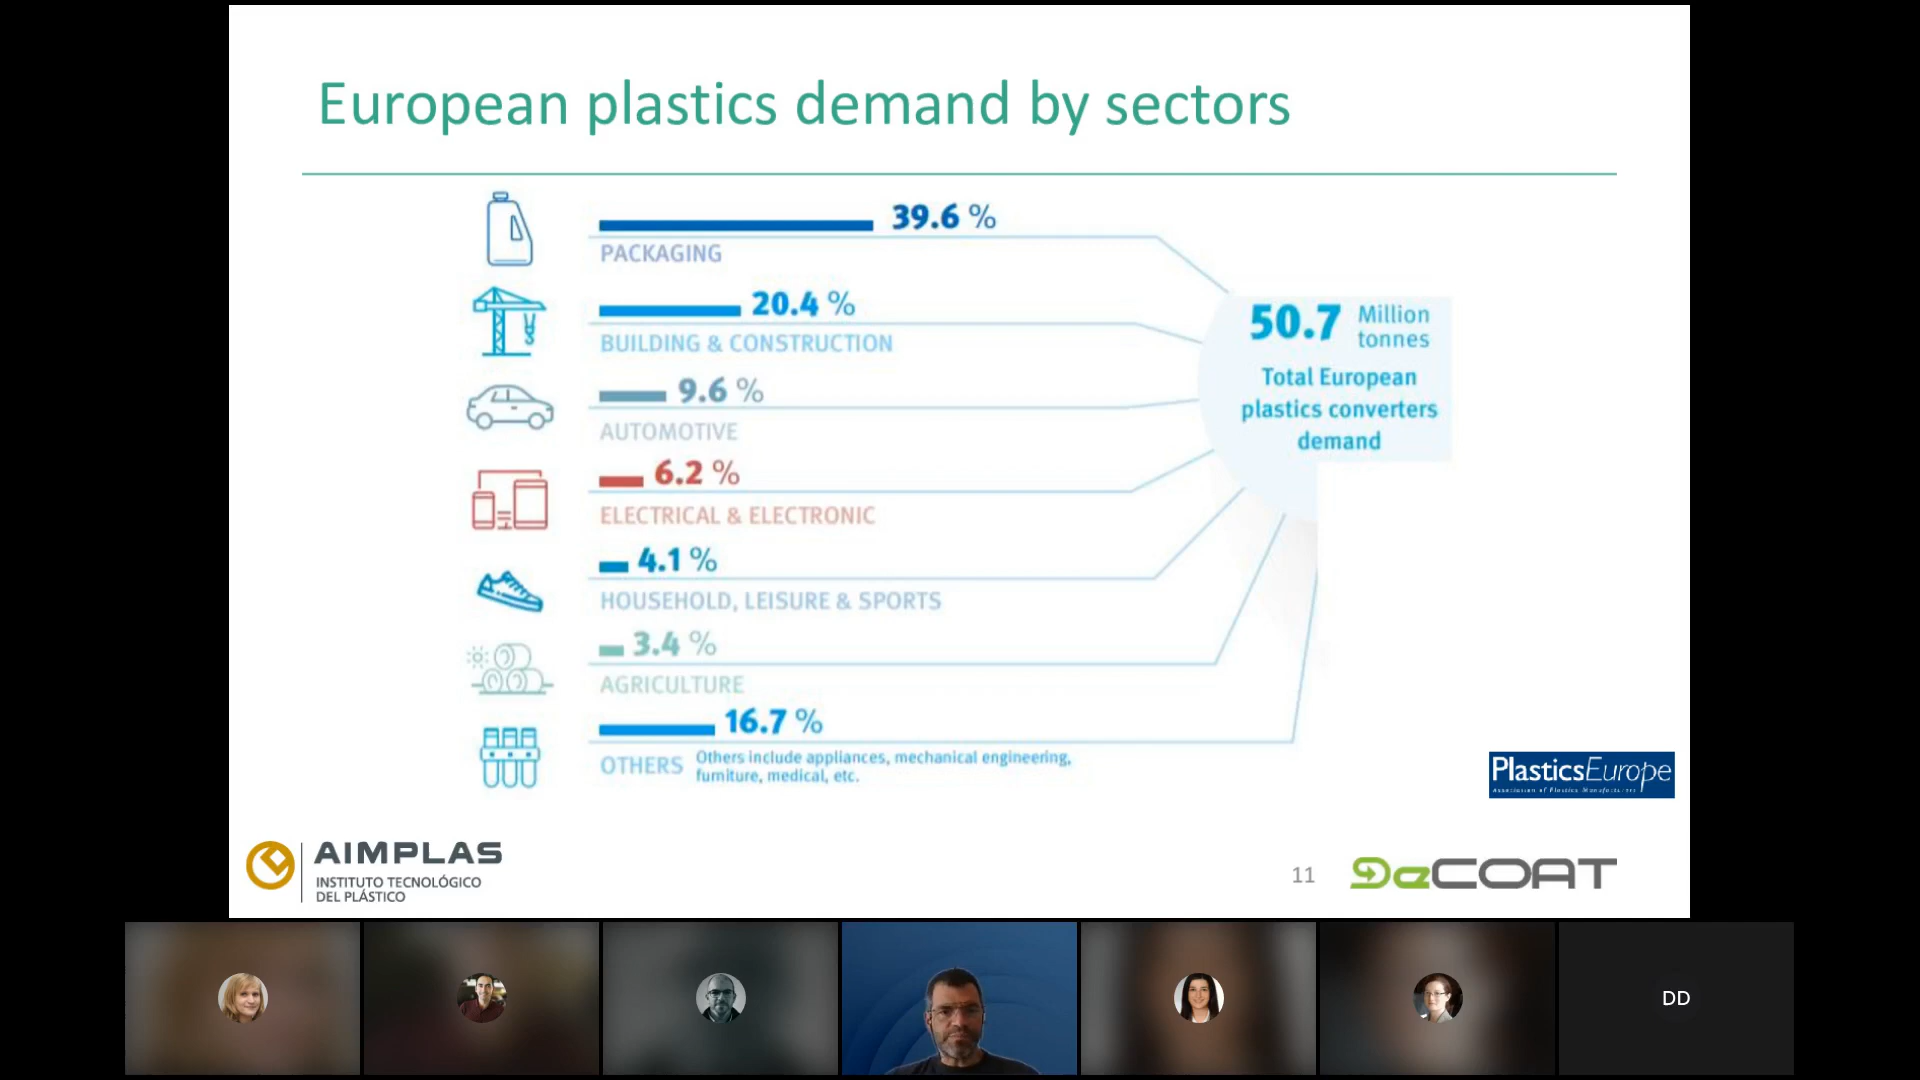 European plastics demand by sectors
39.6 %
PACKAGING
20.4 %
BUILDING & CONSTRUCTION
9.6 %
AUTOMOTIVE
6.2 %
ELECTRICAL & ELECTRONIC
4.1 %
HOUSEHOLD, LEISURE & SPORTS
3.4 %
AGRICULTURE
16.7 %
OTHERS
Others include appliances, mechanical engineering,
furniture, medical, etc.
50.7 Million
tonnes
Total European
plastics converters
demand
PlasticsEurope
Association of Plastics Manufacturers
AIMPLAS
INSTITUTO TECNOLÓGICO
DEL PLÁSTICO
11
DeCOAT
DD